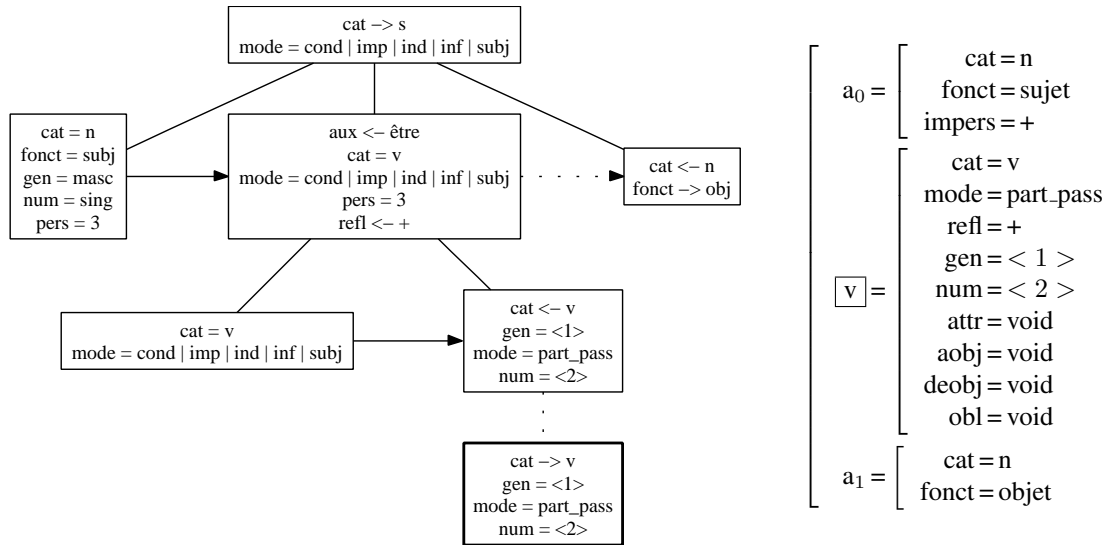 cat −> s
mode = cond | imp | ind | inf | subj
cat = n
fonct = subj
gen = masc
num = sing
pers = 3
aux <− être
cat = v
mode = cond | imp | ind | inf | subj
pers = 3
refl <− +
cat <− n
fonct −> obj
cat = v
mode = cond | imp | ind | inf | subj
cat <− v
gen = <1>
mode = part_pass
num = <2>
cat −> v
gen = <1>
mode = part_pass
num = <2>
a₀ =
cat = n
fonct = sujet
impers = +
v =
cat = v
mode = part_pass
refl = +
gen = < 1 >
num = < 2 >
attr = void
aobj = void
deobj = void
obl = void
a₁ =
cat = n
fonct = objet